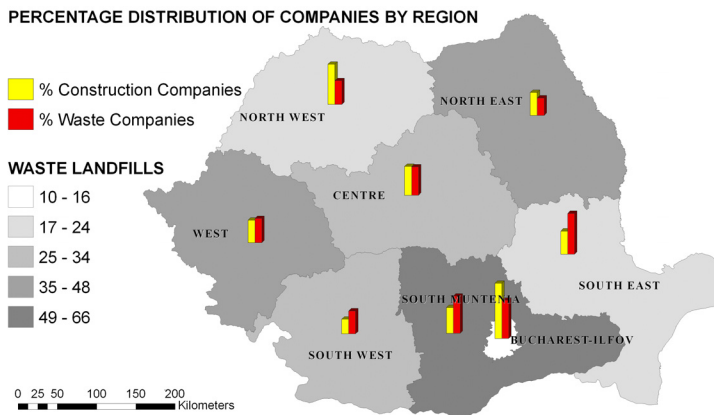 PERCENTAGE DISTRIBUTION OF COMPANIES BY REGION
% Construction Companies
% Waste Companies
WASTE LANDFILLS
10 - 16
17 - 24
25 - 34
35 - 48
49 - 66
NORTH WEST
NORTH EAST
CENTRE
WEST
SOUTH EAST
SOUTH MUNTENIA
BUCHAREST-ILFOV
SOUTH WEST
0 25 50 100 150 200
Kilometers